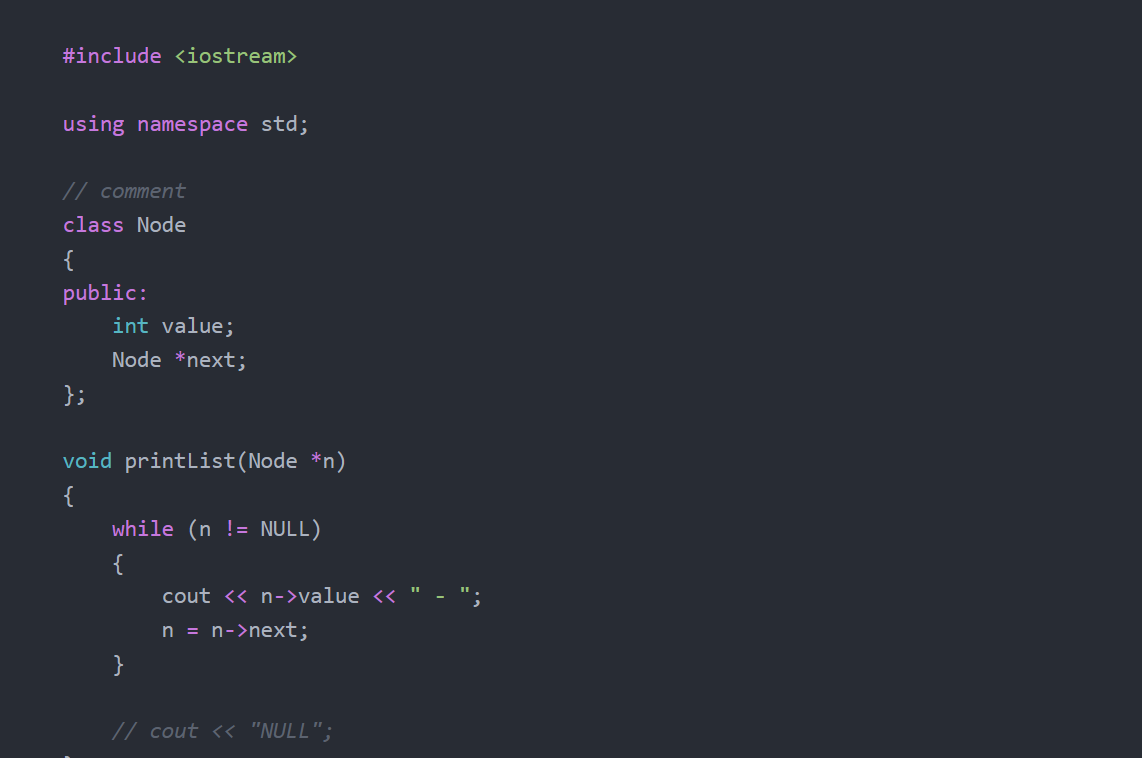 #include <iostream>
using namespace std;
// comment
class Node
{
public:
    int value;
    Node *next;
};
void printList(Node *n)
{
    while (n != NULL)
    {
        cout << n->value << " - ";
        n = n->next;
    }
    // cout << "NULL";